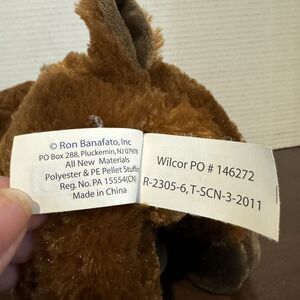 © Ron Banafato, Inc
PO Box 288, Pluckemin, NJ 07978
All New Materials
Polyester & PE Pellet Stuffin
Reg. No. PA 15554(CN)
Made in China
Wilcor PO # 146272
R-2305-6, T-SCN-3-2011